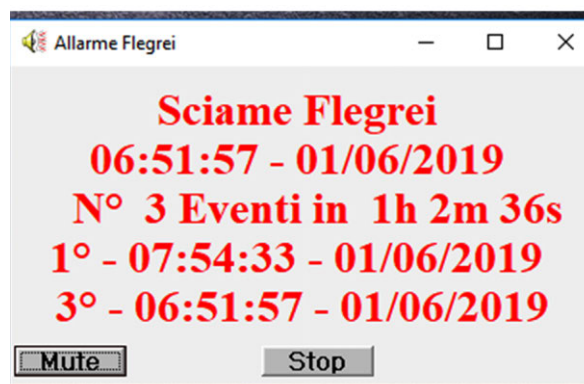 Allarme Flegrei
Sciame Flegrei
06:51:57 - 01/06/2019
N° 3 Eventi in 1h 2m 36s
1° - 07:54:33 - 01/06/2019
3° - 06:51:57 - 01/06/2019
Mute Stop